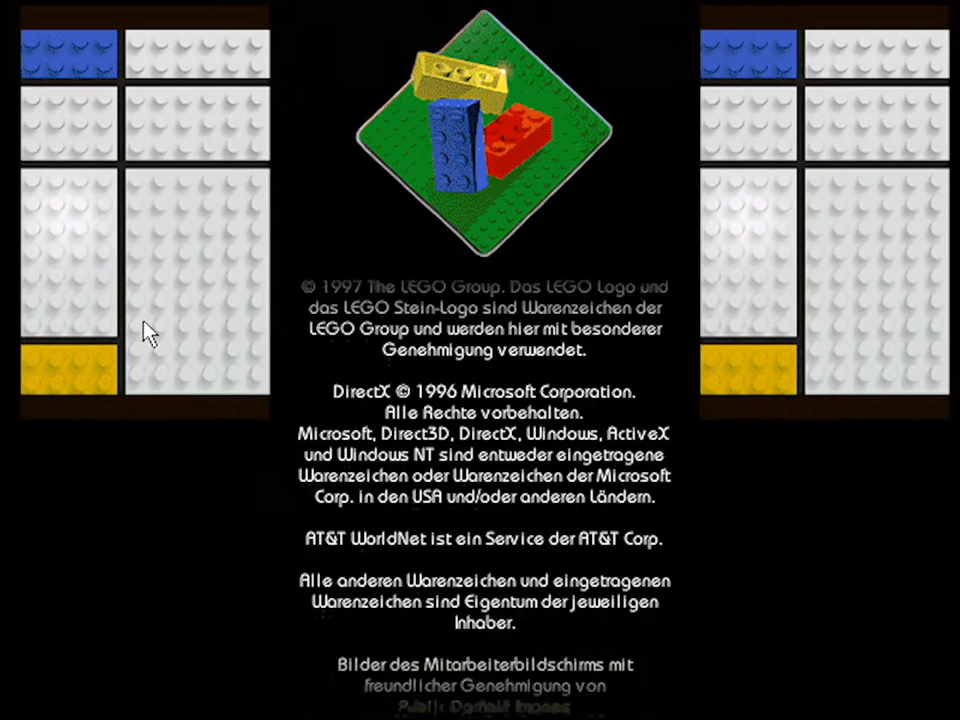 © 1997 The LEGO Group. Das LEGO Logo und
das LEGO Stein-Logo sind Warenzeichen der
LEGO Group und werden hier mit besonderer
Genehmigung verwendet.
DirectX © 1996 Microsoft Corporation.
Alle Rechte vorbehalten.
Microsoft, Direct3D, DirectX, Windows, ActiveX
und Windows NT sind entweder eingetragene
Warenzeichen oder Warenzeichen der Microsoft
Corp. in den USA und/oder anderen Ländern.
AT&T WorldNet ist ein Service der AT&T Corp.
Alle anderen Warenzeichen und eingetragenen
Warenzeichen sind Eigentum der jeweiligen
Inhaber.
Bilder des Mitarbeiterbildschirms mit
freundlicher Genehmigung von